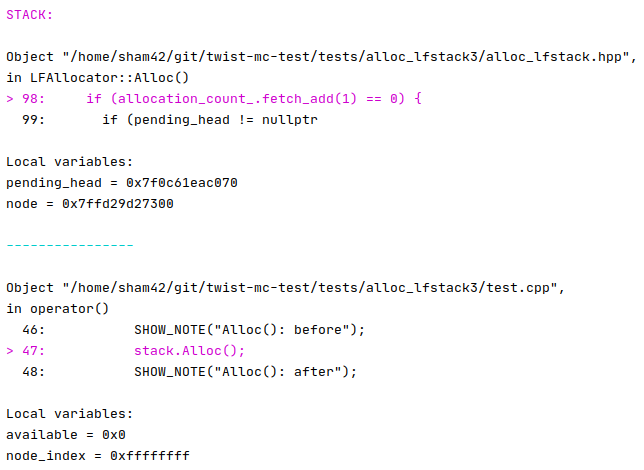 STACK:
Object "/home/sham42/git/twist-mc-test/tests/alloc_lfstack3/alloc_lfstack.hpp",
in LFAllocator::Alloc()
> 98:     if (allocation_count_.fetch_add(1) == 0) {
  99:       if (pending_head != nullptr
Local variables:
pending_head = 0x7f0c61eac070
node = 0x7ffd29d27300
----------------
Object "/home/sham42/git/twist-mc-test/tests/alloc_lfstack3/test.cpp",
in operator()
  46:           SHOW_NOTE("Alloc(): before");
> 47:           stack.Alloc();
  48:           SHOW_NOTE("Alloc(): after");
Local variables:
available = 0x0
node_index = 0xffffffff